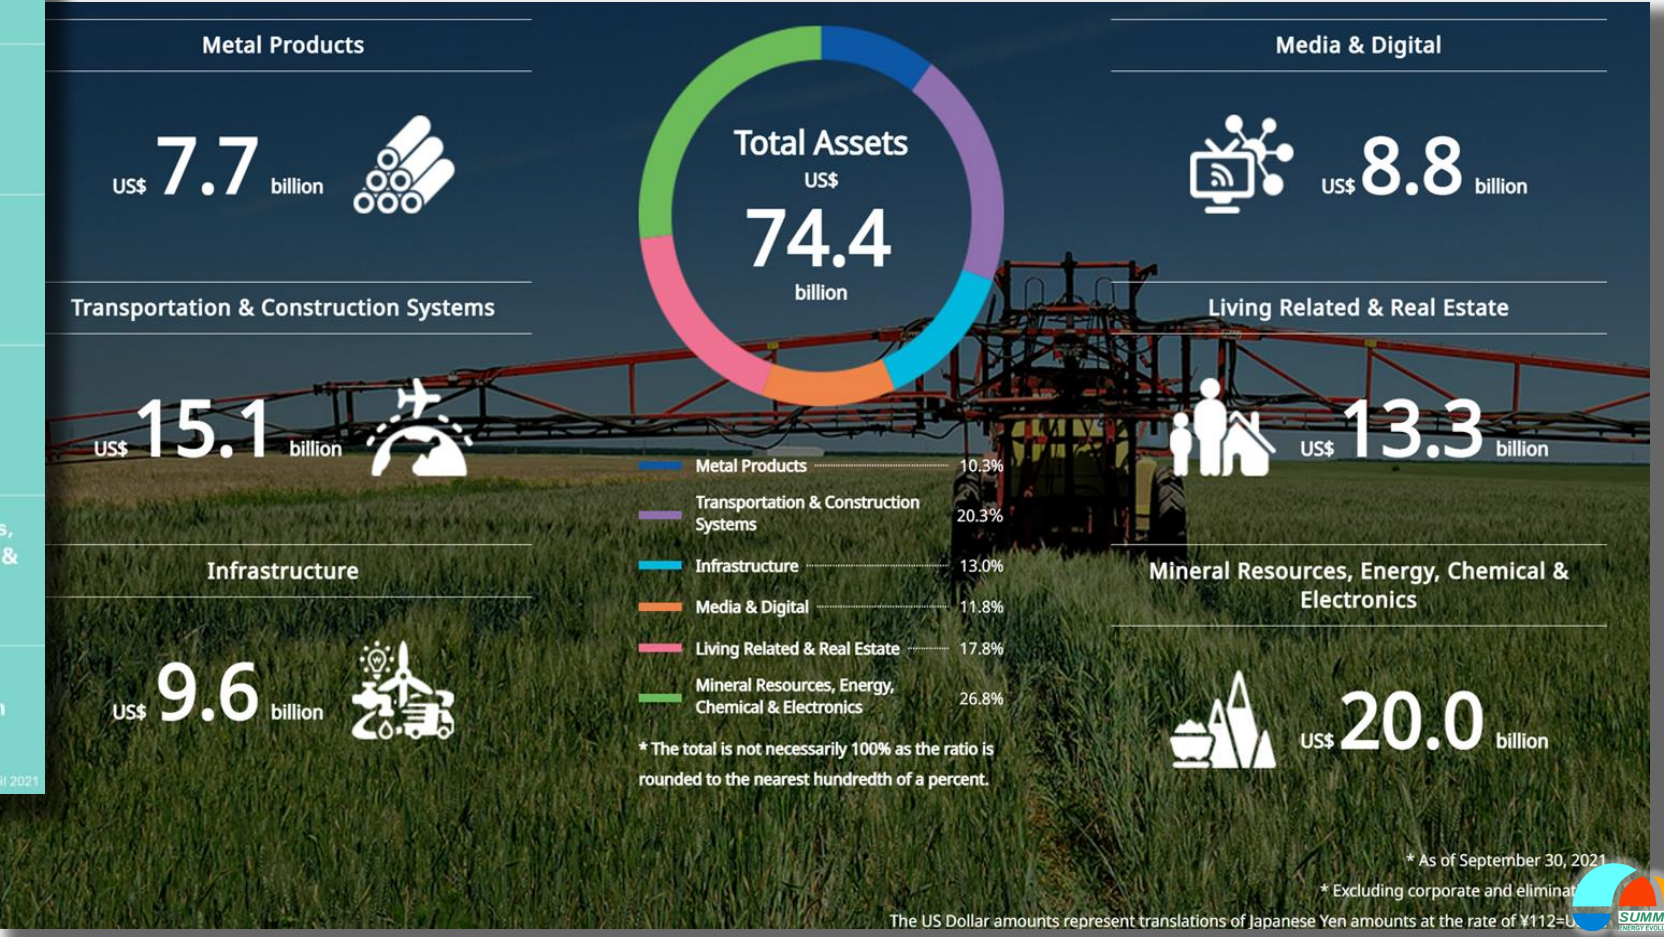 Metal Products
US$ 7.7 billion
Transportation & Construction Systems
US$ 15.1 billion
Infrastructure
US$ 9.6 billion
Total Assets
US$
74.4
billion
Metal Products 10.3%
Transportation & Construction
Systems 20.3%
Infrastructure 13.0%
Media & Digital 11.8%
Living Related & Real Estate 17.8%
Mineral Resources, Energy,
Chemical & Electronics 26.8%
* The total is not necessarily 100% as the ratio is
rounded to the nearest hundredth of a percent.
Media & Digital
US$ 8.8 billion
Living Related & Real Estate
US$ 13.3 billion
Mineral Resources, Energy, Chemical &
Electronics
US$ 20.0 billion
* As of September 30, 2021
* Excluding corporate and
The US Dollar amounts represent translations of Japanese Yen amounts at the rate of ¥112=
&
2021
SUMM
ENERGY